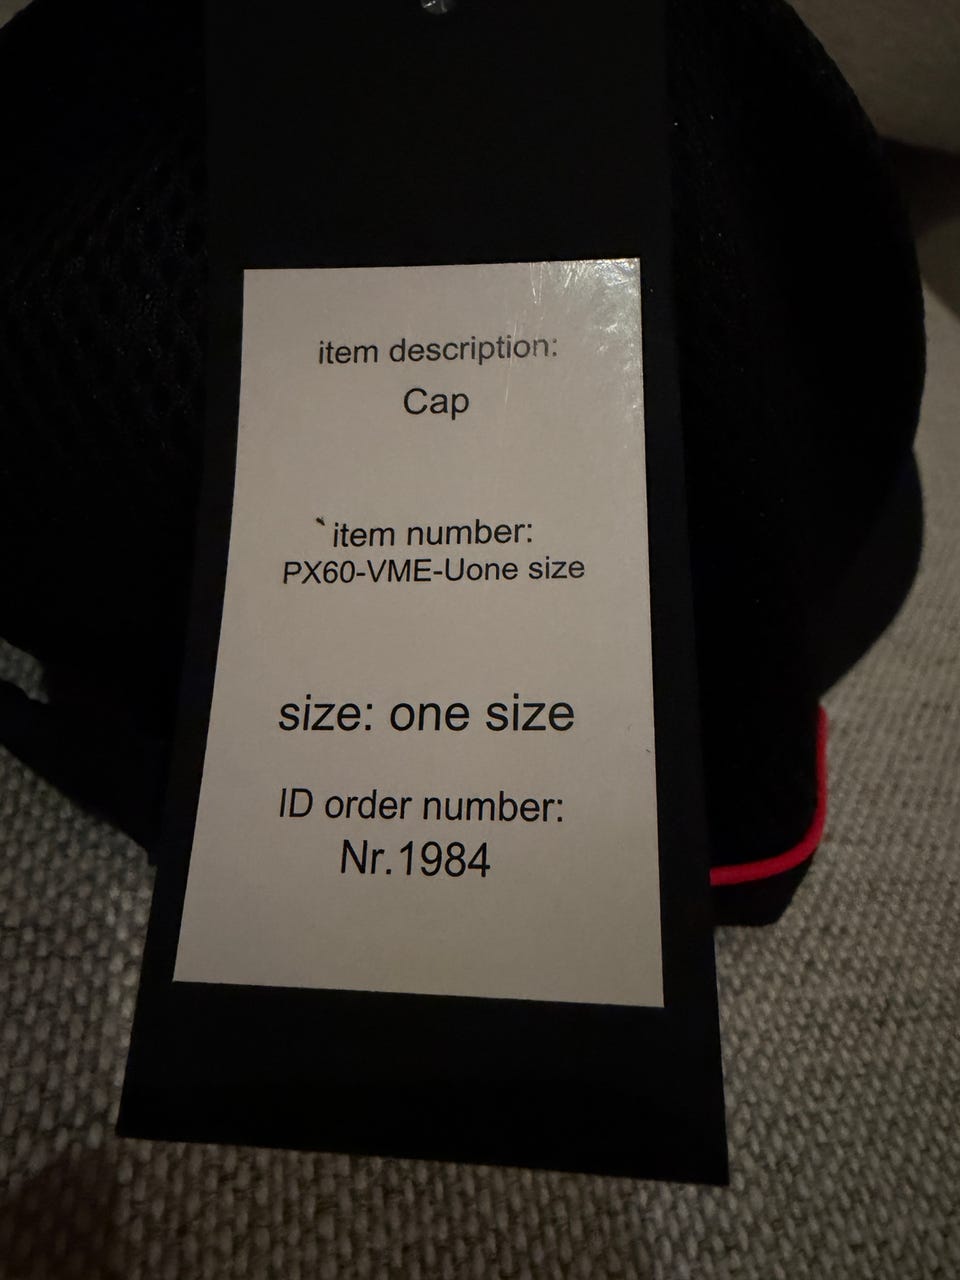 item description:
Cap
item number:
PX60-VME-Uone size
size: one size
ID order number:
Nr.1984